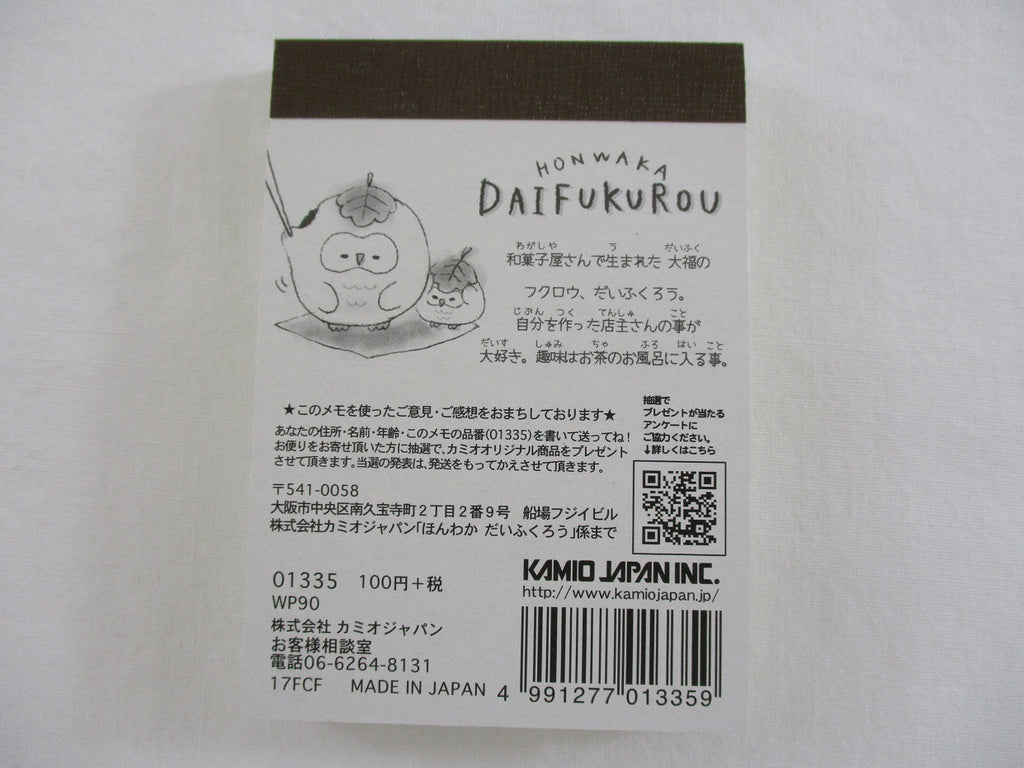 HONWAKA
DAIFUKUROU
わがしや う だいふく
和菓子屋さんで生まれた 大福の
フクロウ、だいふくろう。
じぶん つく てんしゅ こと
自分を作った店主さんの事が
だいす しゅみ ちゃ ふろ はい こと
大好き。趣味はお茶のお風呂に入る事。
★このメモを使ったご意見・ご感想をおまちしております★
あなたの住所・名前・年齢・このメモの品番(01335)を書いて送ってね!
お便りをお寄せ頂いた方に抽選で、カミオオリジナル商品をプレゼント
させて頂きます。当選の発表は、発送をもってかえさせて頂きます。
〒541-0058
大阪市中央区南久宝寺町2丁目2番9号 船場フジイビル
株式会社カミオジャパン「ほんわか だいふくろう」係まで
抽選で
プレゼントが当たる
アンケートに
ご協力ください。
↓詳しくはこちら
KAMIO JAPAN INC.
http://www.kamiojapan.jp/
01335 100円+税
WP90
株式会社 カミオジャパン
お客様相談室
電話06-6264-8131
17FCF MADE IN JAPAN
4 991277 013359